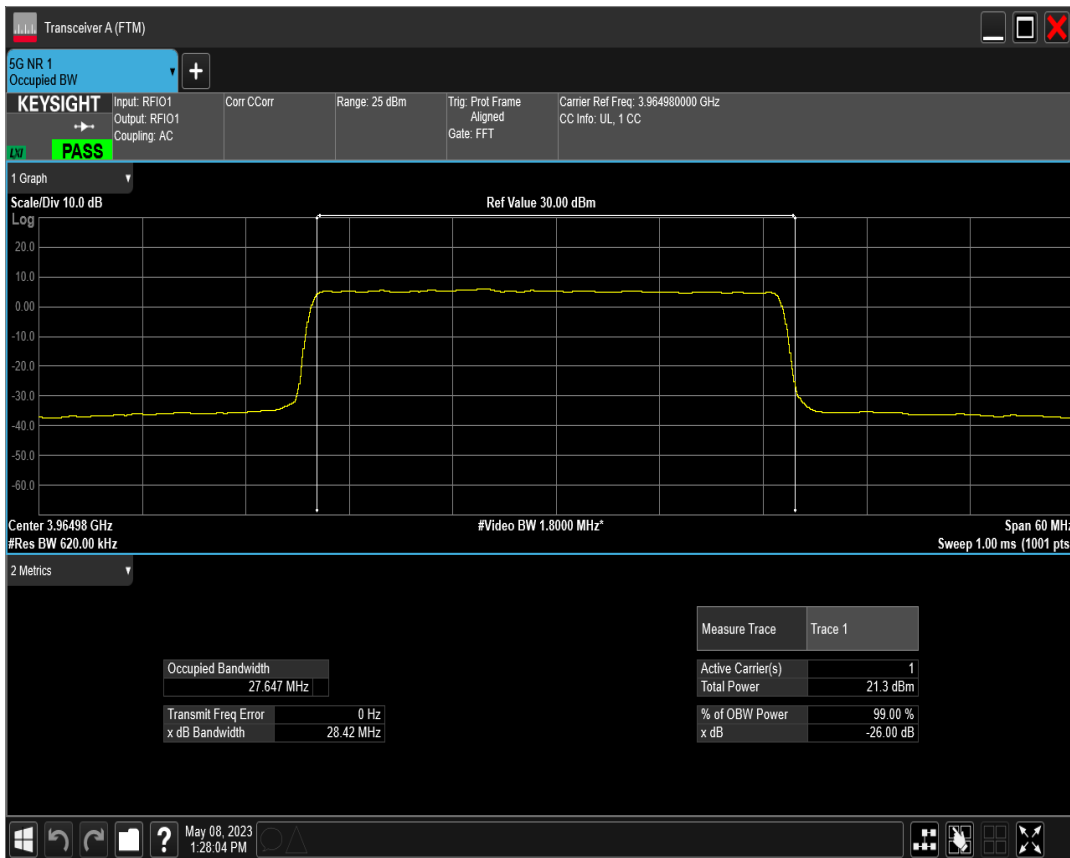 Transceiver A (FTM)
5G NR 1
Occupied BW
+
KEYSIGHT
LXI
PASS
Input: RFIO1
Output: RFIO1
Coupling: AC
Corr CCorr
Range: 25 dBm
Trig: Prot Frame
Aligned
Gate: FFT
Carrier Ref Freq: 3.964980000 GHz
CC Info: UL, 1 CC
1 Graph
Scale/Div 10.0 dB
Ref Value 30.00 dBm
Log
20.0
10.0
0.00
-10.0
-20.0
-30.0
-40.0
-50.0
-60.0
Center 3.96498 GHz
#Video BW 1.8000 MHz*
Span 60 MHz
#Res BW 620.00 kHz
Sweep 1.00 ms (1001 pts
2 Metrics
Measure Trace Trace 1
Occupied Bandwidth
27.647 MHz
Active Carrier(s) 1
Total Power 21.3 dBm
Transmit Freq Error 0 Hz
x dB Bandwidth 28.42 MHz
% of OBW Power 99.00 %
x dB -26.00 dB
?
May 08, 2023
1:28:04 PM